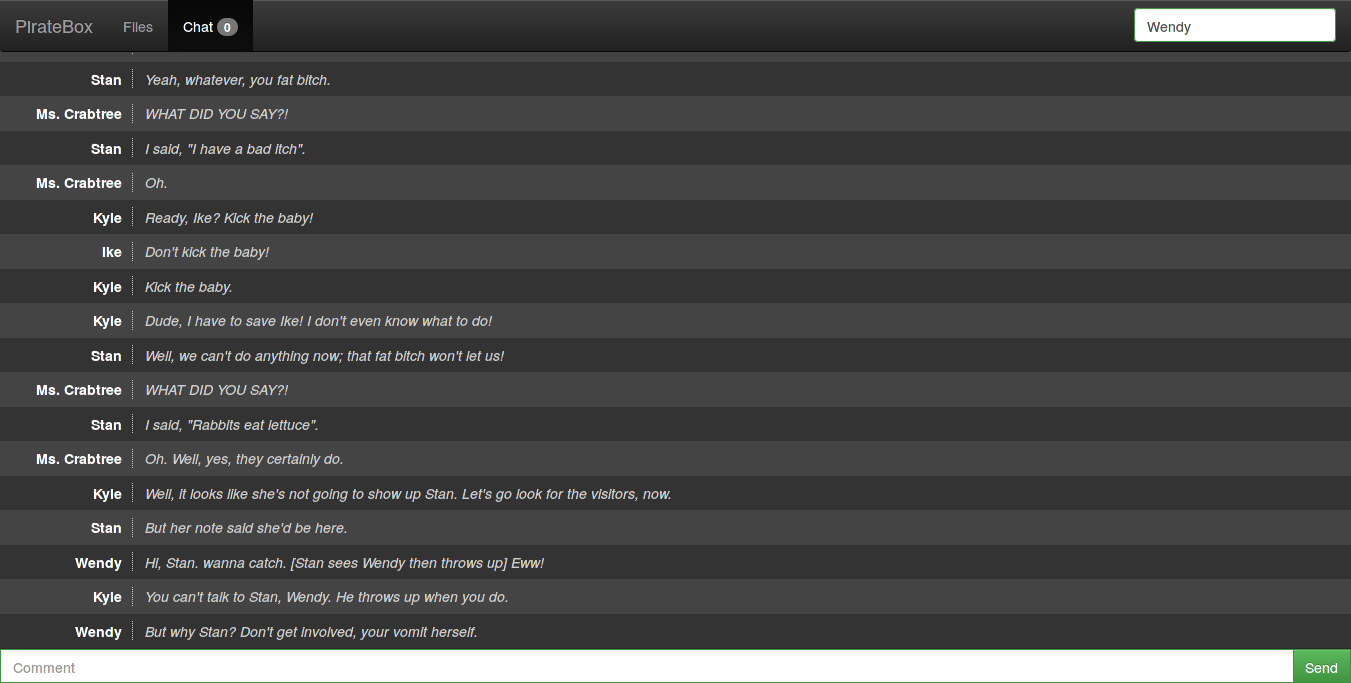 PirateBox Files Chat 0 Wendy
Stan Yeah, whatever, you fat bitch.
Ms. Crabtree WHAT DID YOU SAY?!
Stan I said, "I have a bad itch".
Ms. Crabtree Oh.
Kyle Ready, Ike? Kick the baby!
Ike Don't kick the baby!
Kyle Kick the baby.
Kyle Dude, I have to save Ike! I don't even know what to do!
Stan Well, we can't do anything now; that fat bitch won't let us!
Ms. Crabtree WHAT DID YOU SAY?!
Stan I said, "Rabbits eat lettuce".
Ms. Crabtree Oh. Well, yes, they certainly do.
Kyle Well, it looks like she's not going to show up Stan. Let's go look for the visitors, now.
Stan But her note said she'd be here.
Wendy Hi, Stan. wanna catch. [Stan sees Wendy then throws up] Eww!
Kyle You can't talk to Stan, Wendy. He throws up when you do.
Wendy But why Stan? Don't get involved, your vomit herself.
Comment Send